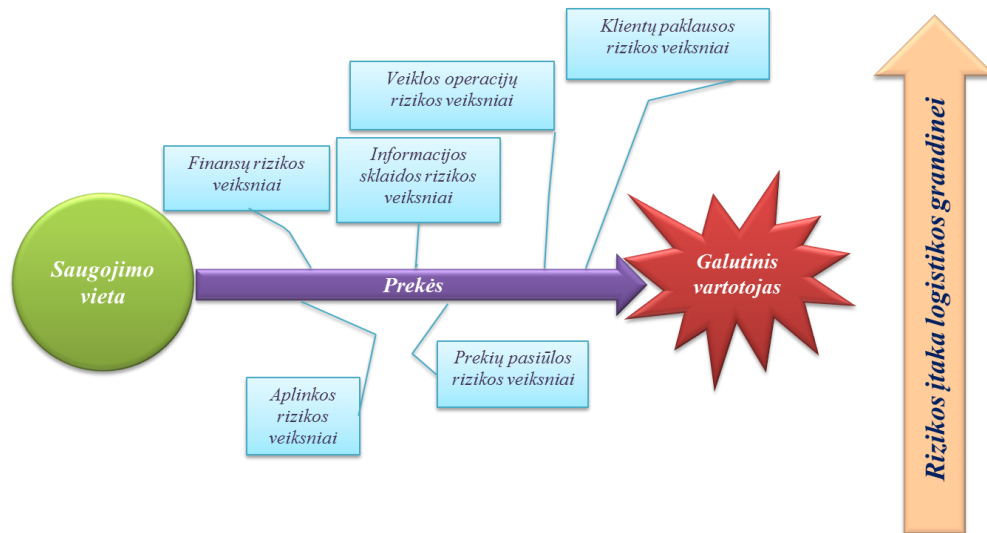 Klientų paklausos
rizikos veiksniai
Veiklos operacijų
rizikos veiksniai
Finansų rizikos
veiksniai
Informacijos
sklaidos rizikos
veiksniai
Saugojimo
vieta
Prekės
Galutinis
vartotojas
Prekių pasiūlos
rizikos veiksniai
Aplinkos
rizikos
veiksniai
Rizikos įtaka logistikos grandinei